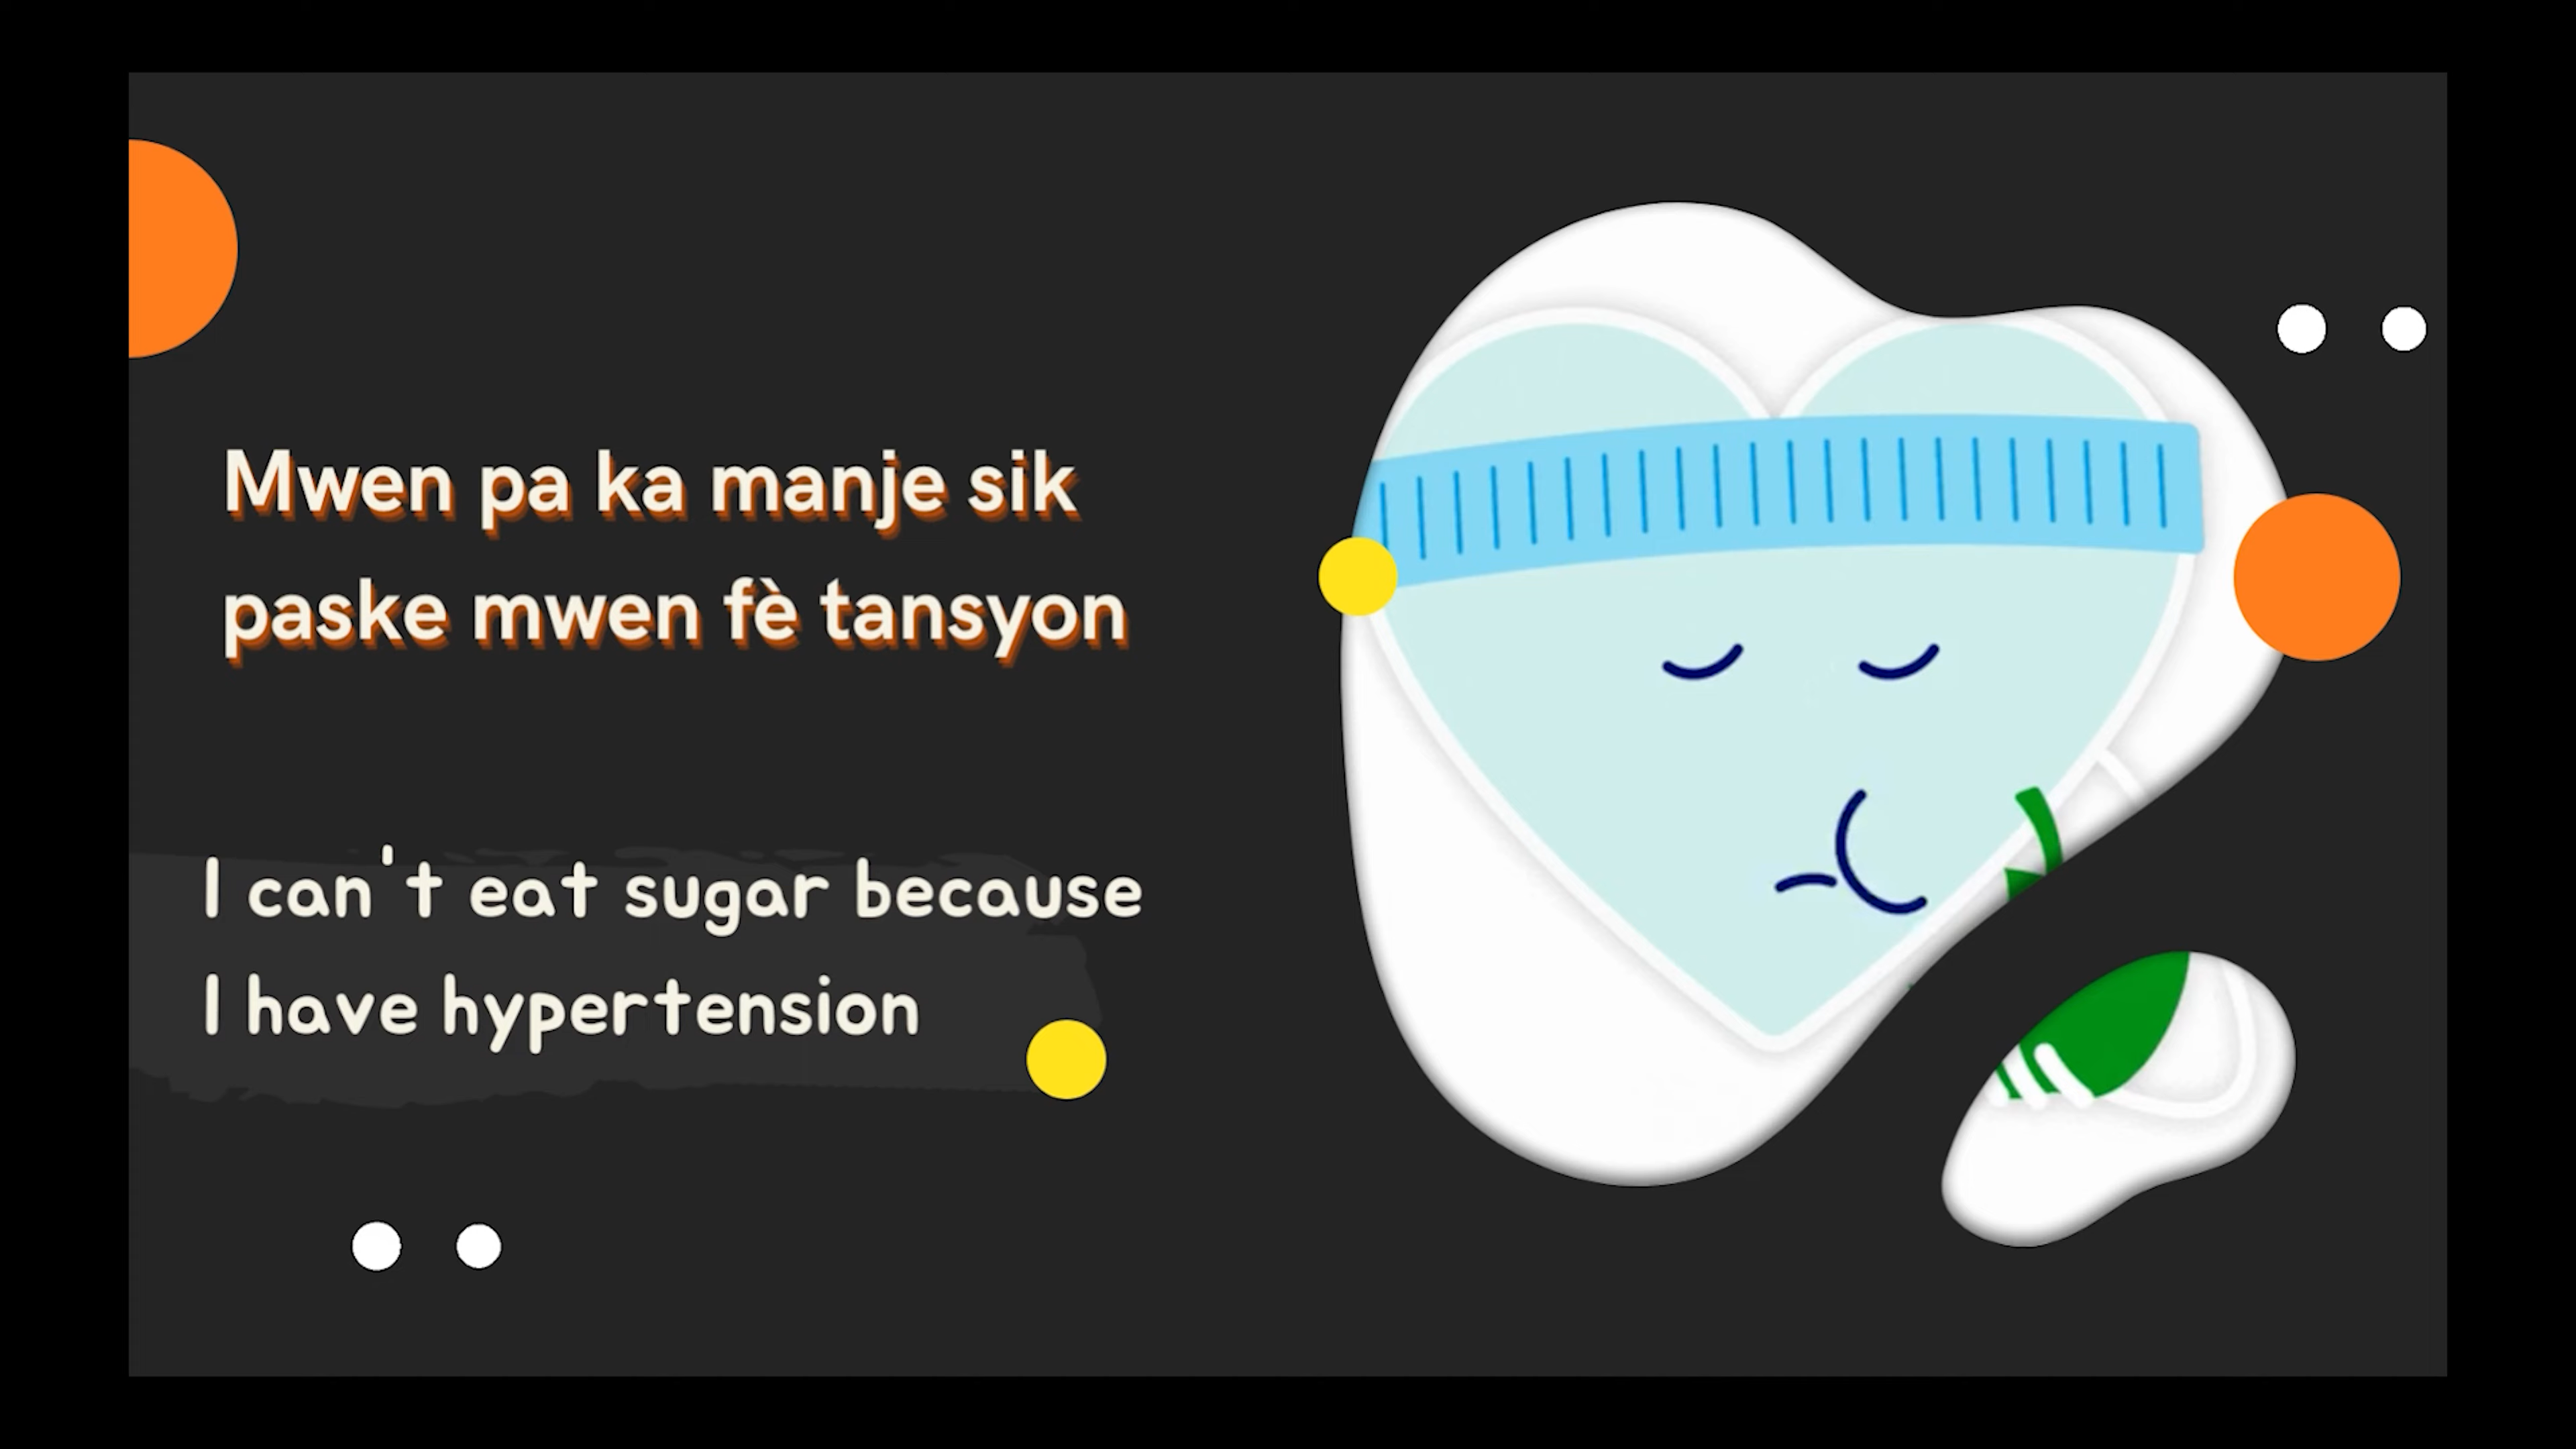 Mwen pa ka manje sik
paske mwen fè tansyon
I can't eat sugar because
I have hypertension